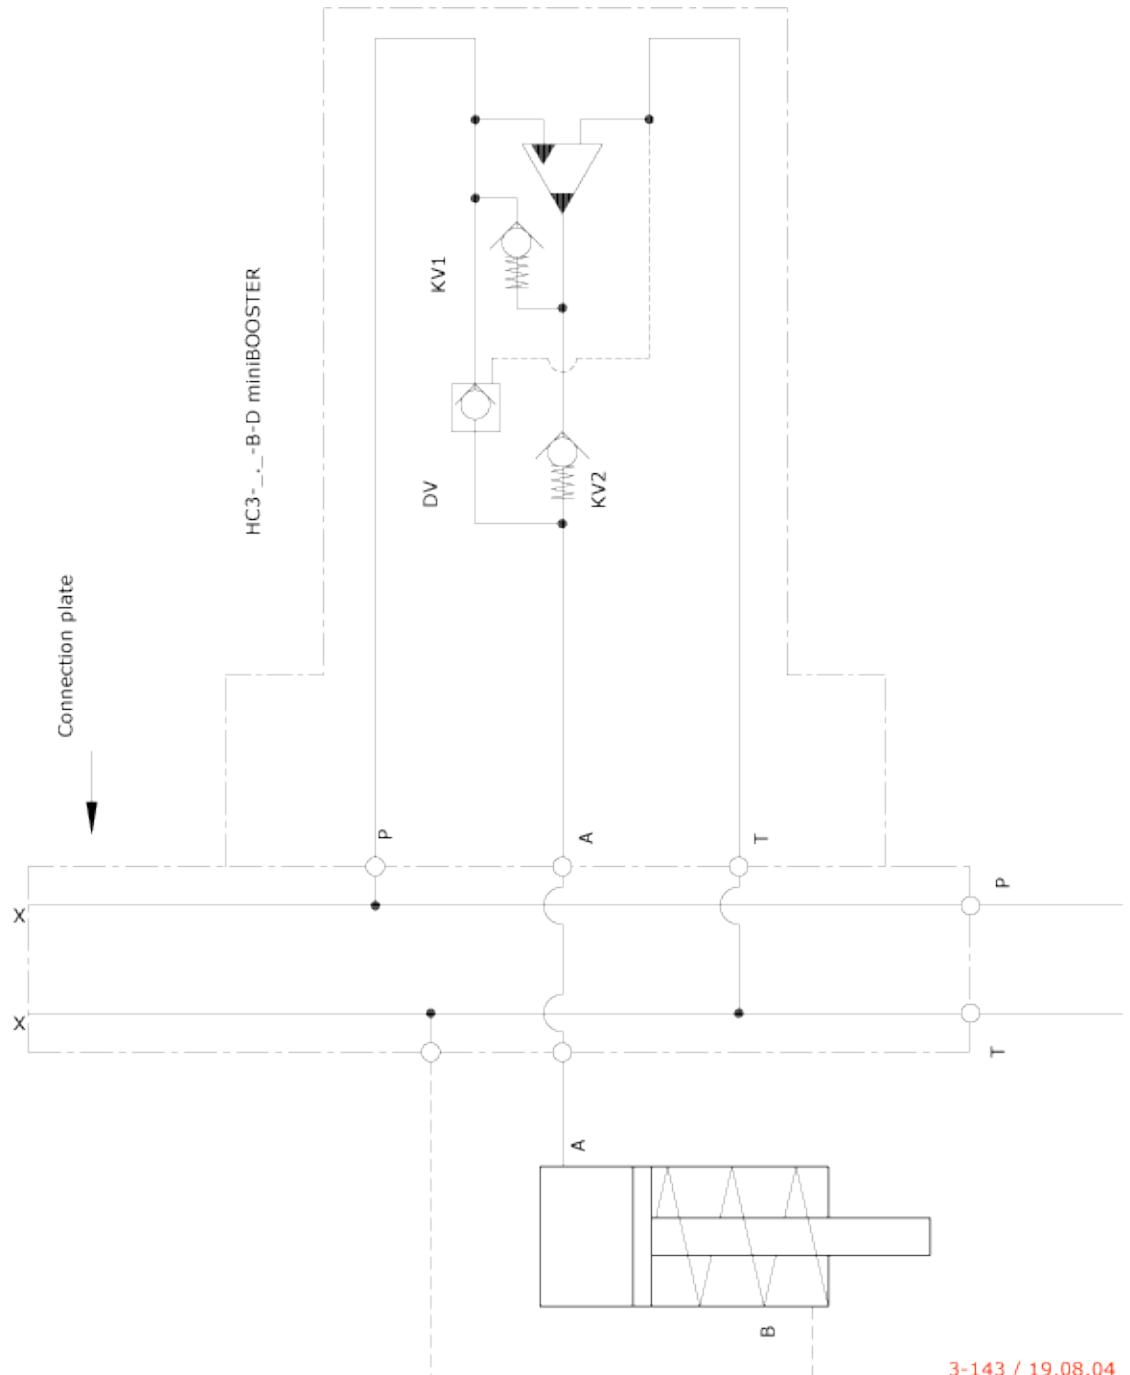 HC3-_._-B-D miniBOOSTER
KV1
DV
KV2
Connection plate
P
A
T
X
P
X
T
A
B
3-143 / 19.08.04